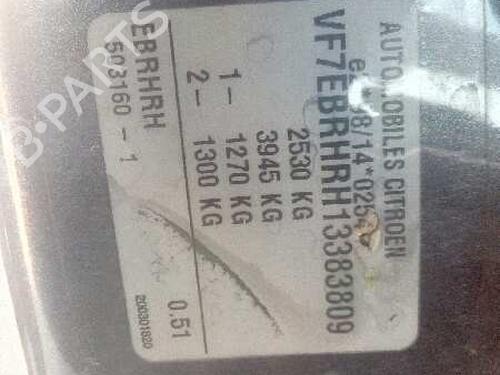 AUTOMOBILES CITROEN
VF7EBRHRH13383809
2530 KG
3945 KG
1- 1270 KG
2- 1300 KG
EBRHRH
503160-1
0.51
200301820
B-PARTS